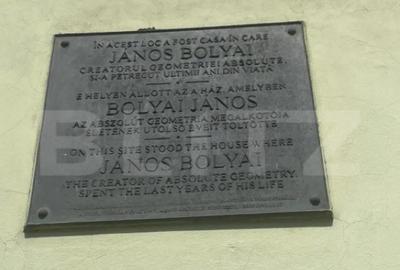 IN ACEST LOC A FOST CASA ÎN CARE
JÁNOS BOLYAI
CREATORUL GEOMETRIEI ABSOLUTE,
ŞI-A PETRECUT ULTIMII ANI DIN VIAŢĂ
E HELYEN ÁLLOTT AZ A HÁZ, AMELYBEN
BOLYAI JÁNOS
AZ ABSZOLÚT GEOMETRIA MEGALKOTÓJA
ÉLETÉNEK UTOLSÓ ÉVEIT TÖLTÖTTE
ON THIS SITE STOOD THE HOUSE WHERE
JÁNOS BOLYAI
THE CREATOR OF ABSOLUTE GEOMETRY,
SPENT THE LAST YEARS OF HIS LIFE